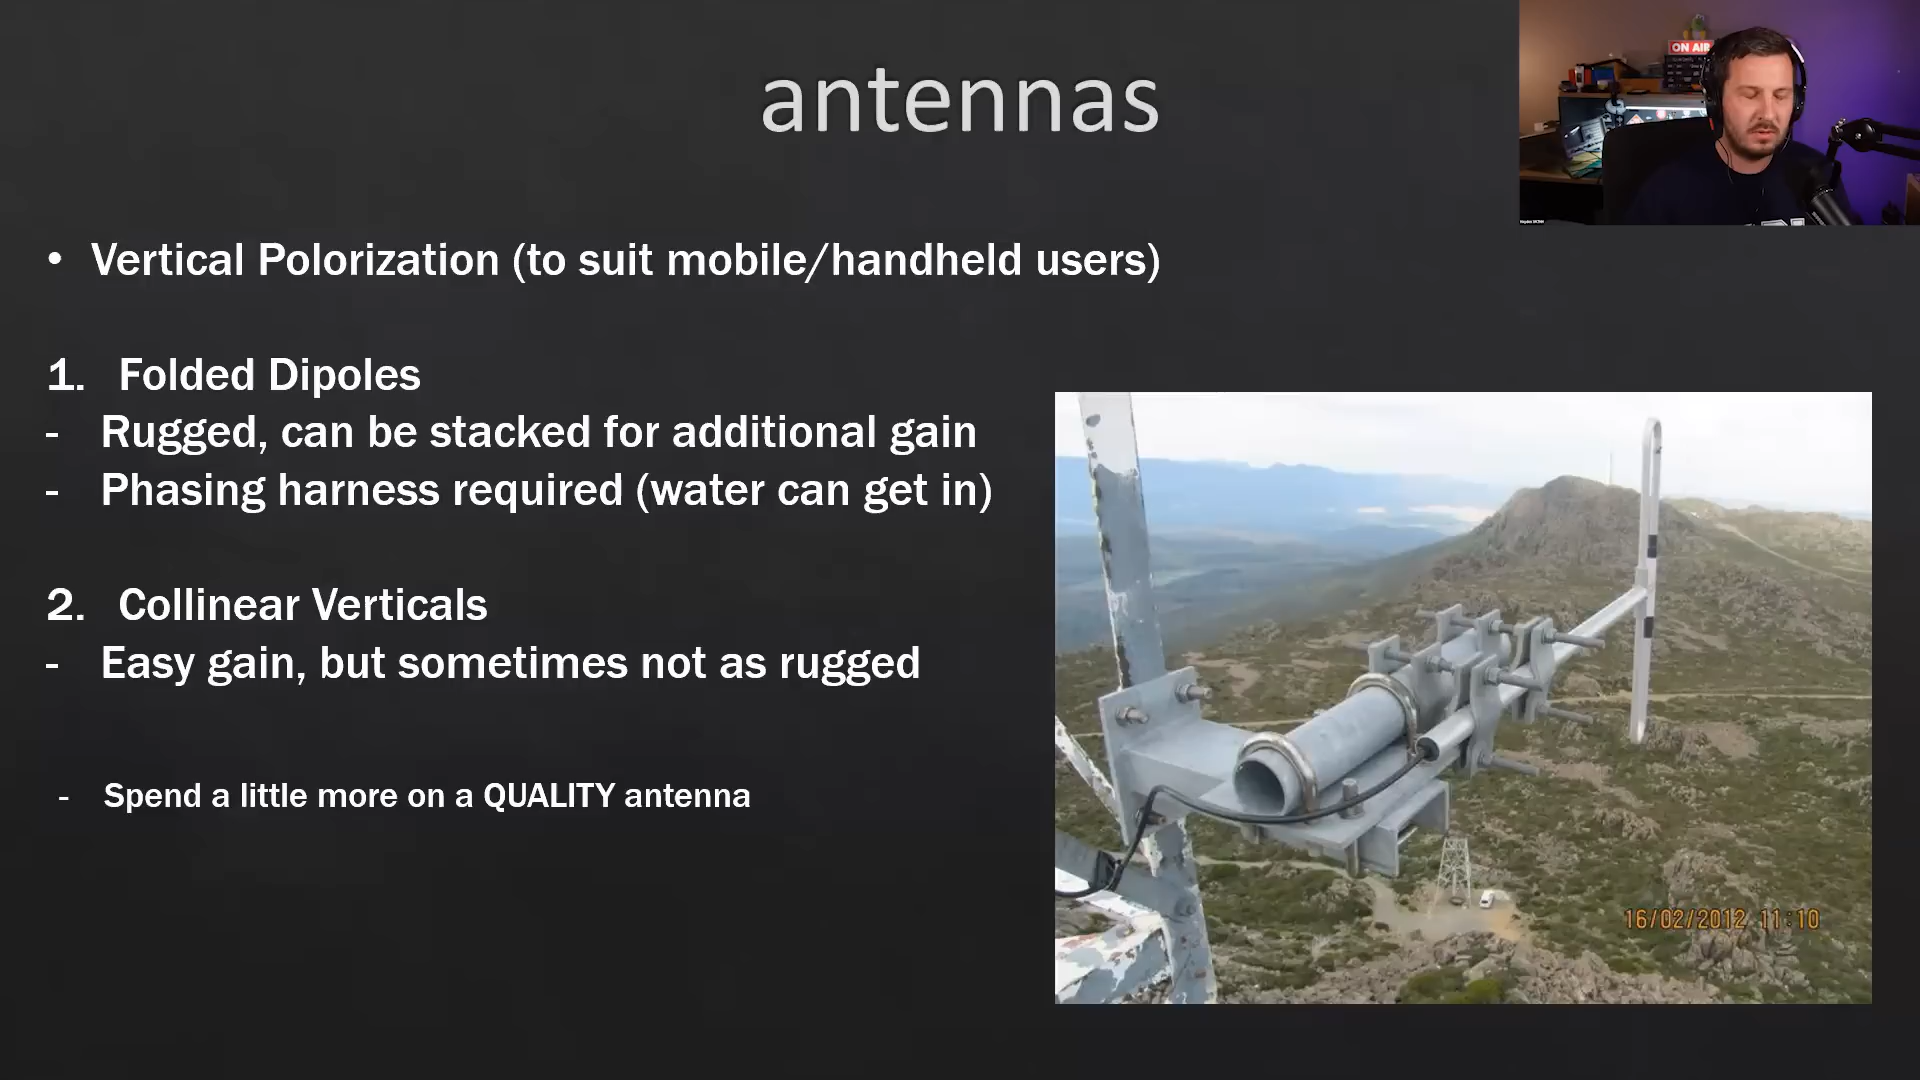 antennas
ON AIR
• Vertical Polorization (to suit mobile/handheld users)
1. Folded Dipoles
- Rugged, can be stacked for additional gain
- Phasing harness required (water can get in)
2. Collinear Verticals
- Easy gain, but sometimes not as rugged
- Spend a little more on a QUALITY antenna
16/02/2012 11:10